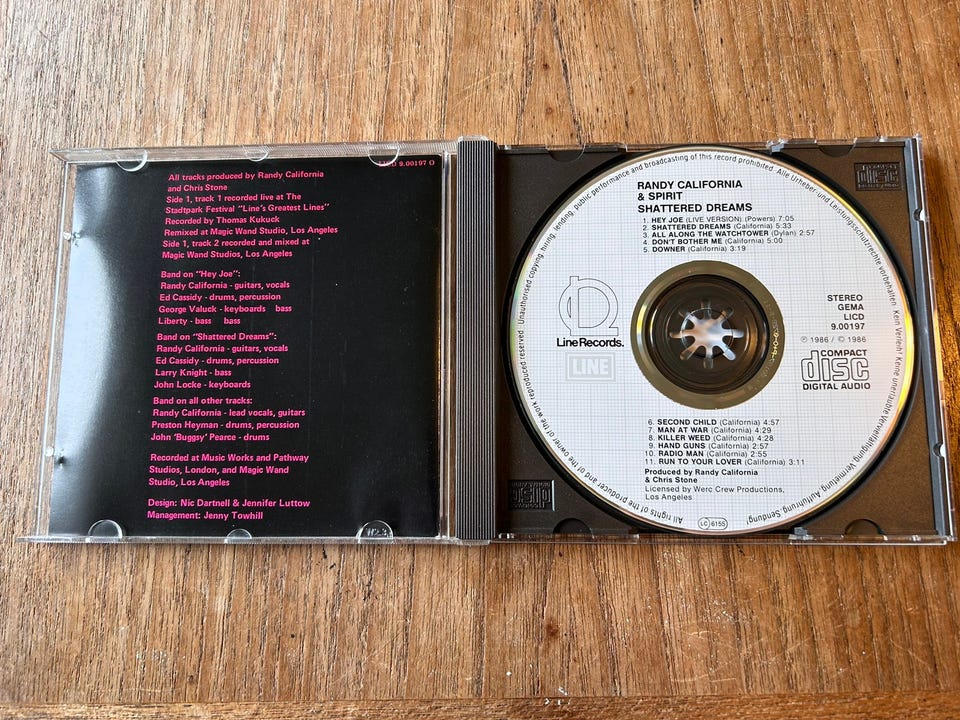 LICD 9.00197 O
All tracks produced by Randy California
and Chris Stone
Side 1, track 1 recorded live at The
Stadtpark Festival "Line's Greatest Lines"
Recorded by Thomas Kukuck
Remixed at Magic Wand Studio, Los Angeles
Side 1, track 2 recorded and mixed at
Magic Wand Studios, Los Angeles
Band on "Hey Joe":
Randy California - guitars, vocals
Ed Cassidy - drums, percussion
George Valuck - keyboards bass
Liberty - bass bass
Band on "Shattered Dreams":
Randy California - guitar, vocals
Ed Cassidy - drums, percussion
Larry Knight - bass
John Locke - keyboards
Band on all other tracks:
Randy California - lead vocals, guitars
Preston Heyman - drums, percussion
John 'Buggsy' Pearce - drums
Recorded at Music Works and Pathway
Studios, London, and Magic Wand
Studio, Los Angeles
Design: Nic Dartnell & Jennifer Luttow
Management: Jenny Towhill
RANDY CALIFORNIA
& SPIRIT
SHATTERED DREAMS
1. HEY JOE (LIVE VERSION) (Powers) 7:05
2. SHATTERED DREAMS (California) 5:33
3. ALL ALONG THE WATCHTOWER (Dylan) 2:57
4. DON'T BOTHER ME (California) 5:00
5. DOWNER (California) 3:19
Line Records.
LINE
STEREO
GEMA
LICD
9.00197
℗ 1986 / © 1986
COMPACT
disc
DIGITAL AUDIO
6. SECOND CHILD (California) 4:57
7. MAN AT WAR (California) 4:29
8. KILLER WEED (California) 4:28
9. HAND GUNS (California) 2:57
10. RADIO MAN (California) 2:55
11. RUN TO YOUR LOVER (California) 3:11
Produced by Randy California
& Chris Stone
Licensed by Werc Crew Productions,
Los Angeles
LC 6155
All rights of the producer and of the owner of the work reproduced reserved. Unauthorised copying, hiring, lending, public performance and broadcasting of this record prohibited. Alle Urheber- und Leistungsschutzrechte vorbehalten. Kein Verleih! Keine unerlaubte Vervielfältigung, Vermietung, Aufführung, Sendung!
disc
disc